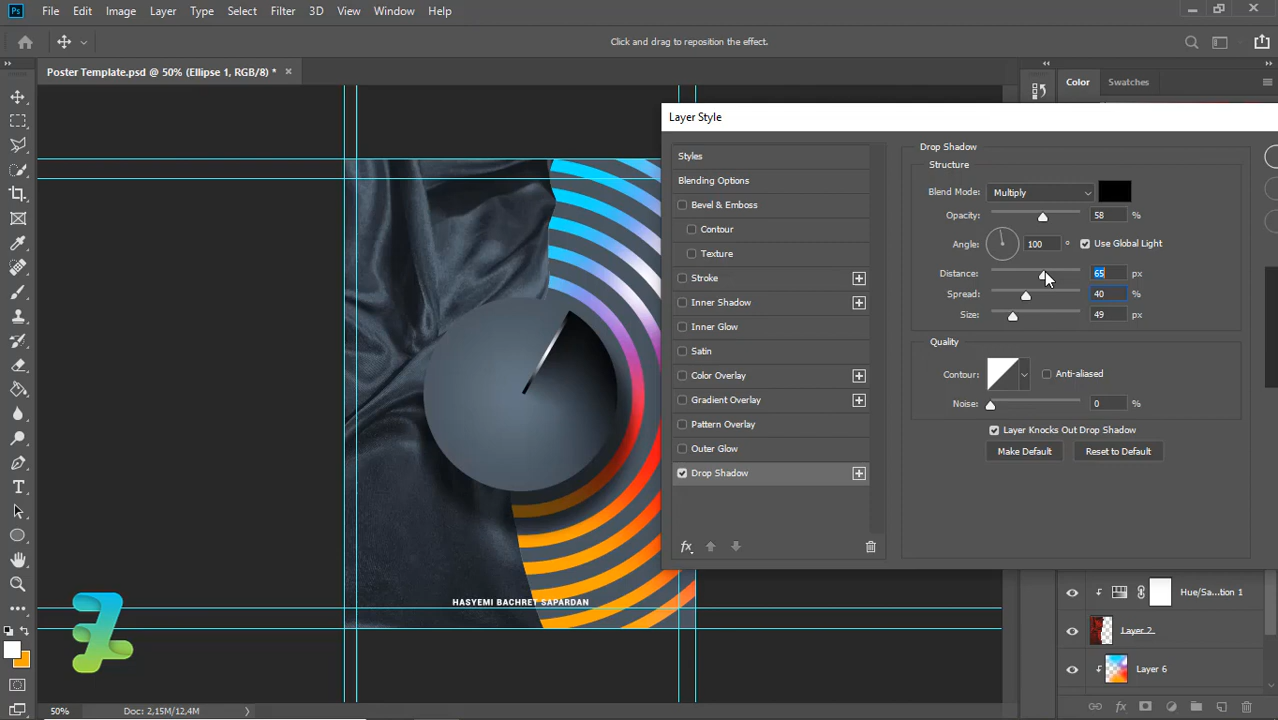 Ps File Edit Image Layer Type Select Filter 3D View Window Help
Click and drag to reposition the effect.
Poster Template.psd @ 50% (Ellipse 1, RGB/8) * ×
Color Swatches
Layer Style
Styles
Blending Options
Bevel & Emboss
Contour
Texture
Stroke
Inner Shadow
Inner Glow
Satin
Color Overlay
Gradient Overlay
Pattern Overlay
Outer Glow
Drop Shadow
fx
Drop Shadow
Structure
Blend Mode: Multiply
Opacity: 58 %
Angle: 100 ° Use Global Light
Distance: 65 px
Spread: 40 %
Size: 49 px
Quality
Contour: Anti-aliased
Noise: 0 %
Layer Knocks Out Drop Shadow
Make Default Reset to Default
HASYEMI BACHRET SAPARDAN
Hue/Sa...tion 1
Layer 2
Layer 6
fx
50% Doc: 2,15M/12,4M